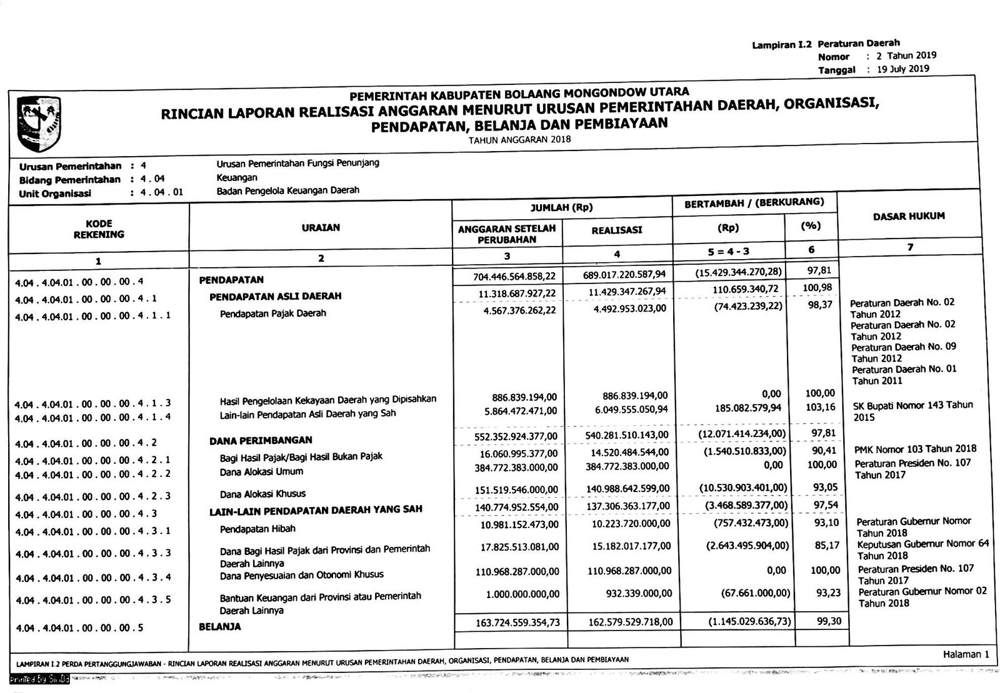 Lampiran I.2 Peraturan Daerah
Nomor : 2 Tahun 2019
Tanggal : 19 July 2019
PEMERINTAH KABUPATEN BOLAANG MONGONDOW UTARA
RINCIAN LAPORAN REALISASI ANGGARAN MENURUT URUSAN PEMERINTAHAN DAERAH, ORGANISASI,
PENDAPATAN, BELANJA DAN PEMBIAYAAN
TAHUN ANGGARAN 2018
Urusan Pemerintahan : 4 Urusan Pemerintahan Fungsi Penunjang
Bidang Pemerintahan : 4 . 04 Keuangan
Unit Organisasi : 4 . 04 . 01 Badan Pengelola Keuangan Daerah
KODE REKENING URAIAN JUMLAH (Rp) BERTAMBAH / (BERKURANG) DASAR HUKUM
ANGGARAN SETELAH PERUBAHAN REALISASI (Rp) (%)
1 2 3 4 5 = 4 - 3 6 7
4.04 . 4.04.01 . 00 . 00 . 00 . 4 PENDAPATAN 704.446.564.858,22 689.017.220.587,94 (15.429.344.270,28) 97,81
4.04 . 4.04.01 . 00 . 00 . 00 . 4 . 1 PENDAPATAN ASLI DAERAH 11.318.687.927,22 11.429.347.267,94 110.659.340,72 100,98
4.04 . 4.04.01 . 00 . 00 . 00 . 4 . 1 . 1 Pendapatan Pajak Daerah 4.567.376.262,22 4.492.953.023,00 (74.423.239,22) 98,37 Peraturan Daerah No. 02
Tahun 2012
Peraturan Daerah No. 02
Tahun 2012
Peraturan Daerah No. 09
Tahun 2012
Peraturan Daerah No. 01
Tahun 2011
4.04 . 4.04.01 . 00 . 00 . 00 . 4 . 1 . 3 Hasil Pengelolaan Kekayaan Daerah yang Dipisahkan 886.839.194,00 886.839.194,00 0,00 100,00
4.04 . 4.04.01 . 00 . 00 . 00 . 4 . 1 . 4 Lain-lain Pendapatan Asli Daerah yang Sah 5.864.472.471,00 6.049.555.050,94 185.082.579,94 103,16 SK Bupati Nomor 143 Tahun
2015
4.04 . 4.04.01 . 00 . 00 . 00 . 4 . 2 DANA PERIMBANGAN 552.352.924.377,00 540.281.510.143,00 (12.071.414.234,00) 97,81
4.04 . 4.04.01 . 00 . 00 . 00 . 4 . 2 . 1 Bagi Hasil Pajak/Bagi Hasil Bukan Pajak 16.060.995.377,00 14.520.484.544,00 (1.540.510.833,00) 90,41 PMK Nomor 103 Tahun 2018
4.04 . 4.04.01 . 00 . 00 . 00 . 4 . 2 . 2 Dana Alokasi Umum 384.772.383.000,00 384.772.383.000,00 0,00 100,00 Peraturan Presiden No. 107
Tahun 2017
4.04 . 4.04.01 . 00 . 00 . 00 . 4 . 2 . 3 Dana Alokasi Khusus 151.519.546.000,00 140.988.642.599,00 (10.530.903.401,00) 93,05
4.04 . 4.04.01 . 00 . 00 . 00 . 4 . 3 LAIN-LAIN PENDAPATAN DAERAH YANG SAH 140.774.952.554,00 137.306.363.177,00 (3.468.589.377,00) 97,54
4.04 . 4.04.01 . 00 . 00 . 00 . 4 . 3 . 1 Pendapatan Hibah 10.981.152.473,00 10.223.720.000,00 (757.432.473,00) 93,10 Peraturan Gubernur Nomor
Tahun 2018
4.04 . 4.04.01 . 00 . 00 . 00 . 4 . 3 . 3 Dana Bagi Hasil Pajak dari Provinsi dan Pemerintah 17.825.513.081,00 15.182.017.177,00 (2.643.495.904,00) 85,17 Keputusan Gubernur Nomor 64
Daerah Lainnya Tahun 2018
4.04 . 4.04.01 . 00 . 00 . 00 . 4 . 3 . 4 Dana Penyesuaian dan Otonomi Khusus 110.968.287.000,00 110.968.287.000,00 0,00 100,00 Peraturan Presiden No. 107
Tahun 2017
4.04 . 4.04.01 . 00 . 00 . 00 . 4 . 3 . 5 Bantuan Keuangan dari Provinsi atau Pemerintah 1.000.000.000,00 932.339.000,00 (67.661.000,00) 93,23 Peraturan Gubernur Nomor 02
Daerah Lainnya Tahun 2018
4.04 . 4.04.01 . 00 . 00 . 00 . 5 BELANJA 163.724.559.354,73 162.579.529.718,00 (1.145.029.636,73) 99,30
LAMPIRAN I.2 PERDA PERTANGGUNGJAWABAN - RINCIAN LAPORAN REALISASI ANGGARAN MENURUT URUSAN PEMERINTAHAN DAERAH, ORGANISASI, PENDAPATAN, BELANJA DAN PEMBIAYAAN Halaman 1
Printed By